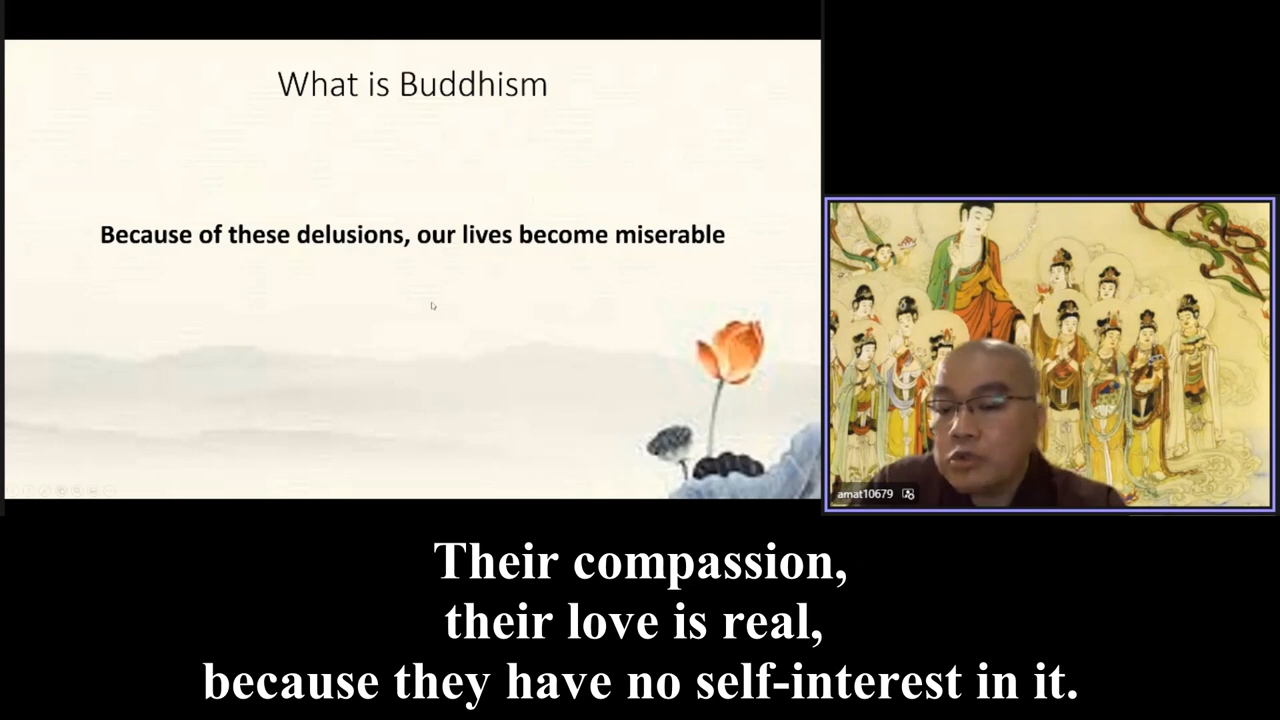 What is Buddhism
Because of these delusions, our lives become miserable
amat10679
Their compassion,
their love is real,
because they have no self-interest in it.